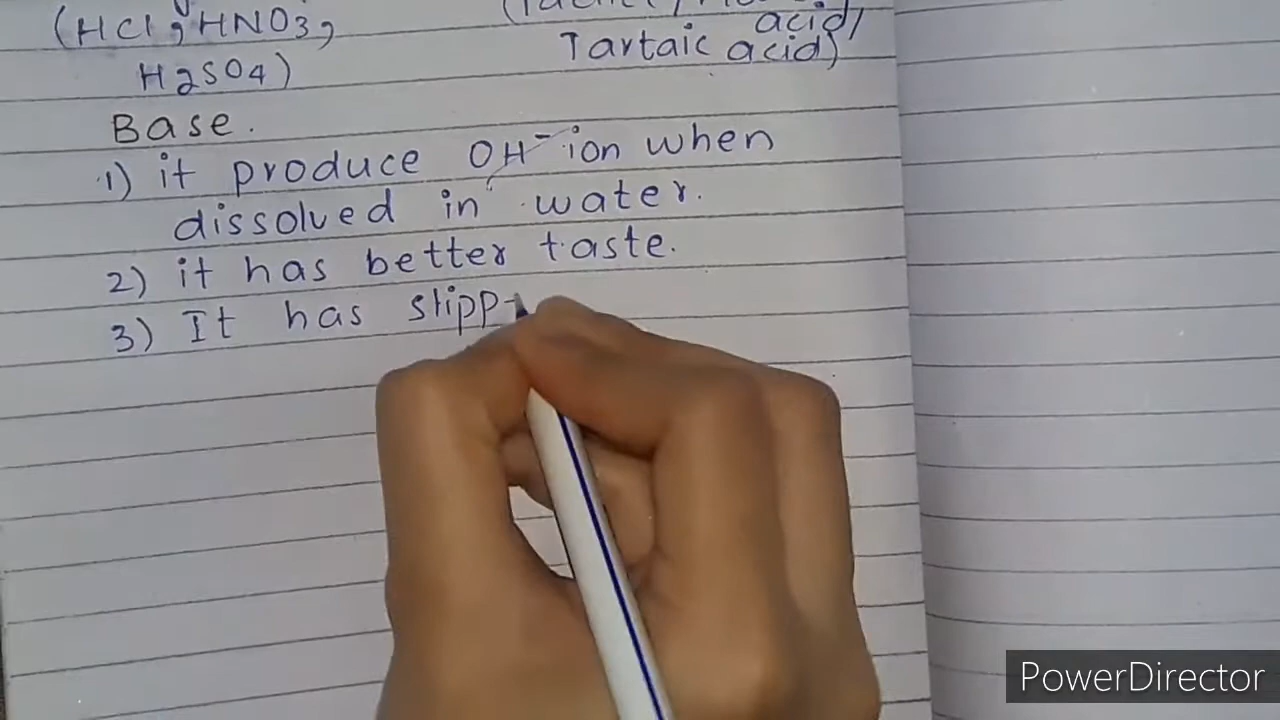 (HCl, HNO3,
H2SO4)
acid,
Tartaic acid)
Base.
1) it produce OH⁻ ion when
dissolved in water.
2) it has better taste.
3) It has slipp
PowerDirector